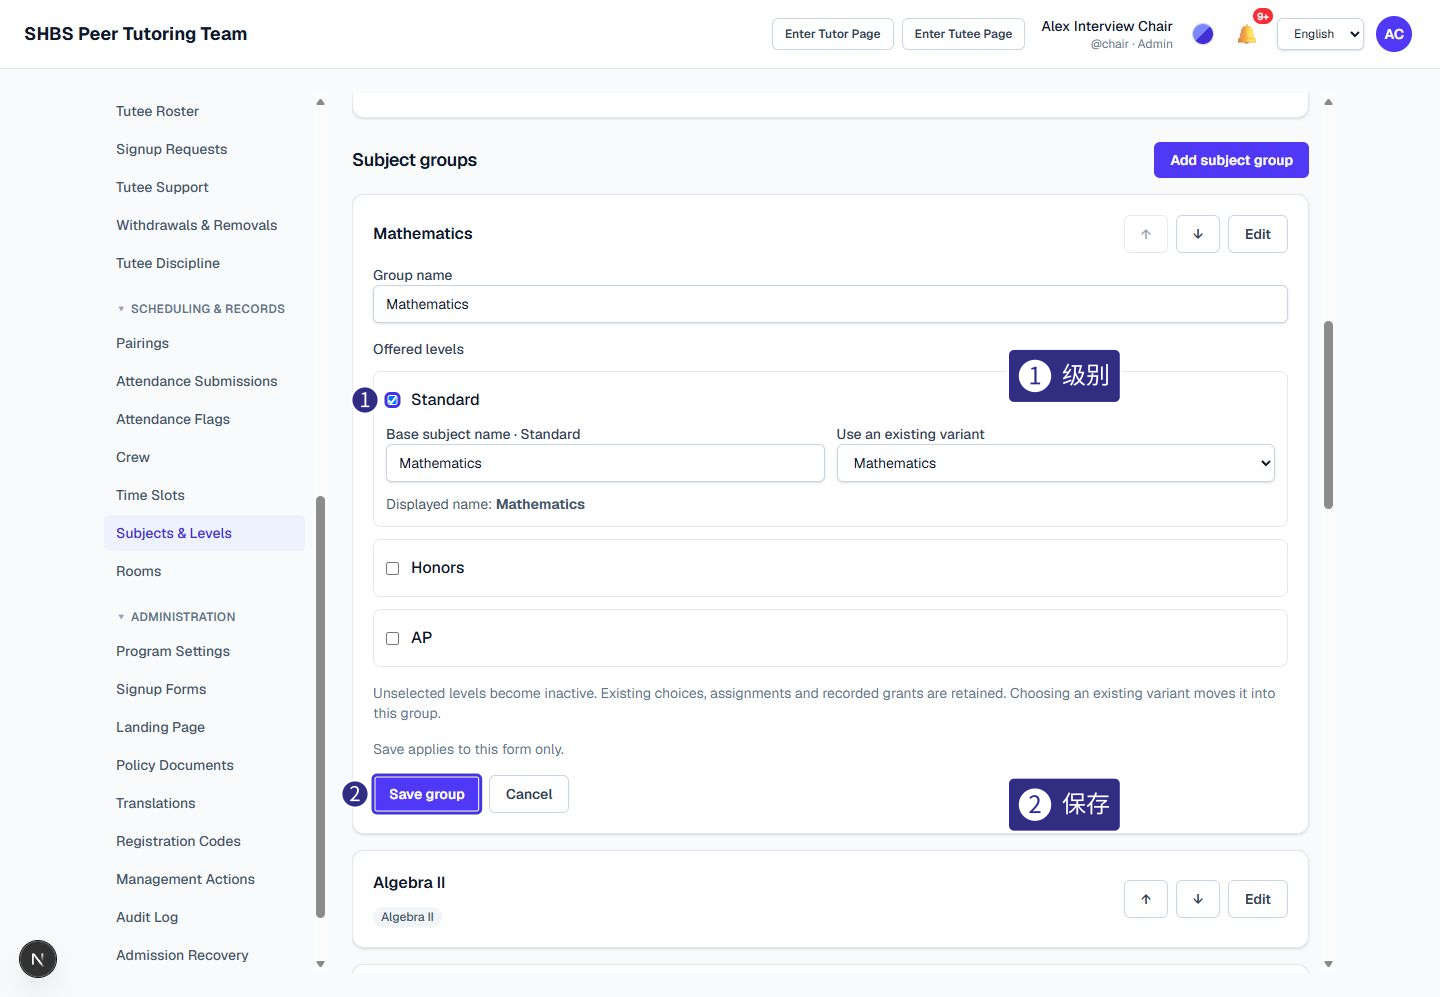 SHBS Peer Tutoring Team
Enter Tutor Page
Enter Tutee Page
Alex Interview Chair
@chair · Admin
9+
English
AC
Tutee Roster
Signup Requests
Tutee Support
Withdrawals & Removals
Tutee Discipline
SCHEDULING & RECORDS
Pairings
Attendance Submissions
Attendance Flags
Crew
Time Slots
Subjects & Levels
Rooms
ADMINISTRATION
Program Settings
Signup Forms
Landing Page
Policy Documents
Translations
Registration Codes
Management Actions
Audit Log
Admission Recovery
N
Subject groups
Add subject group
Mathematics
↑
↓
Edit
Group name
Mathematics
Offered levels
1 级别
1
Standard
Base subject name · Standard
Use an existing variant
Mathematics
Mathematics
Displayed name: Mathematics
Honors
AP
Unselected levels become inactive. Existing choices, assignments and recorded grants are retained. Choosing an existing variant moves it into
this group.
Save applies to this form only.
2
Save group
Cancel
2 保存
Algebra II
Algebra II
↑
↓
Edit